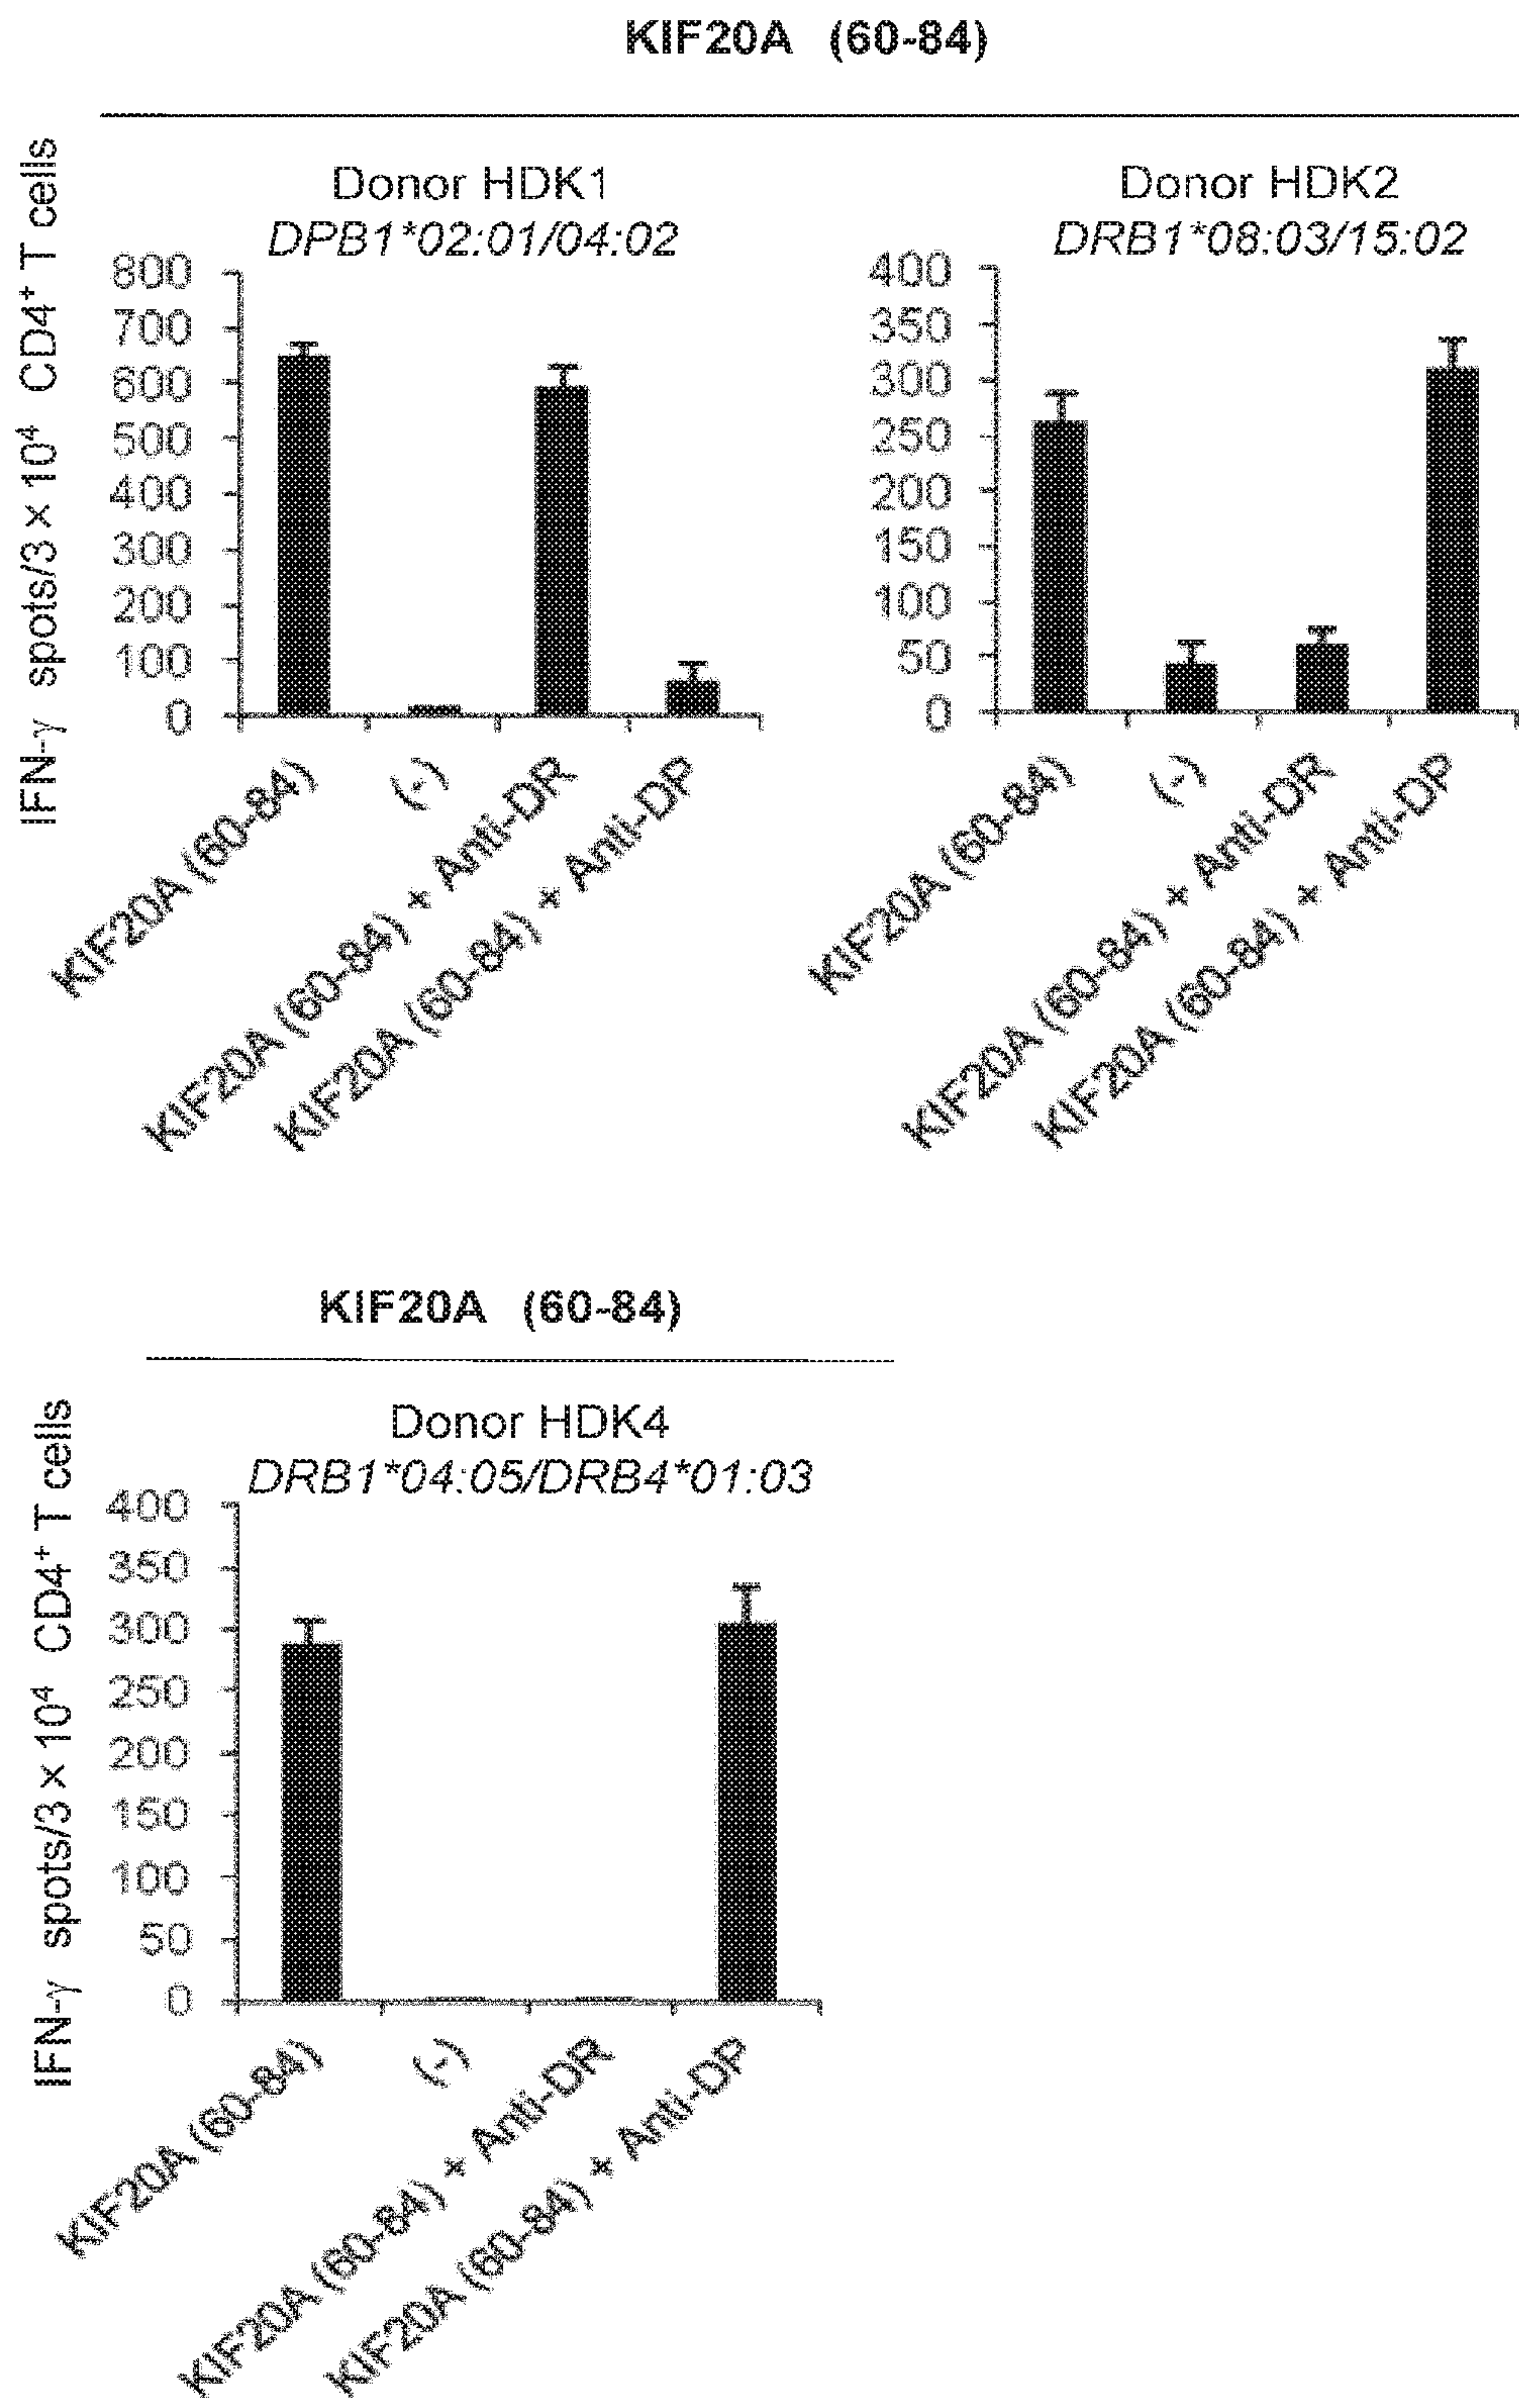 KIF20A (60-84)
IFN-γ spots/3 × 10⁴ CD4⁺ T cells
Donor HDK1
DPB1*02:01/04:02
800
700
600
500
400
300
200
100
0
KIF20A (60-84)
(-)
KIF20A (60-84) + Anti-DR
KIF20A (60-84) + Anti-DP
Donor HDK2
DRB1*08:03/15:02
400
350
300
250
200
150
100
50
0
KIF20A (60-84)
(-)
KIF20A (60-84) + Anti-DR
KIF20A (60-84) + Anti-DP
KIF20A (60-84)
IFN-γ spots/3 × 10⁴ CD4⁺ T cells
Donor HDK4
DRB1*04:05/DRB4*01:03
400
350
300
250
200
150
100
50
0
KIF20A (60-84)
(-)
KIF20A (60-84) + Anti-DR
KIF20A (60-84) + Anti-DP